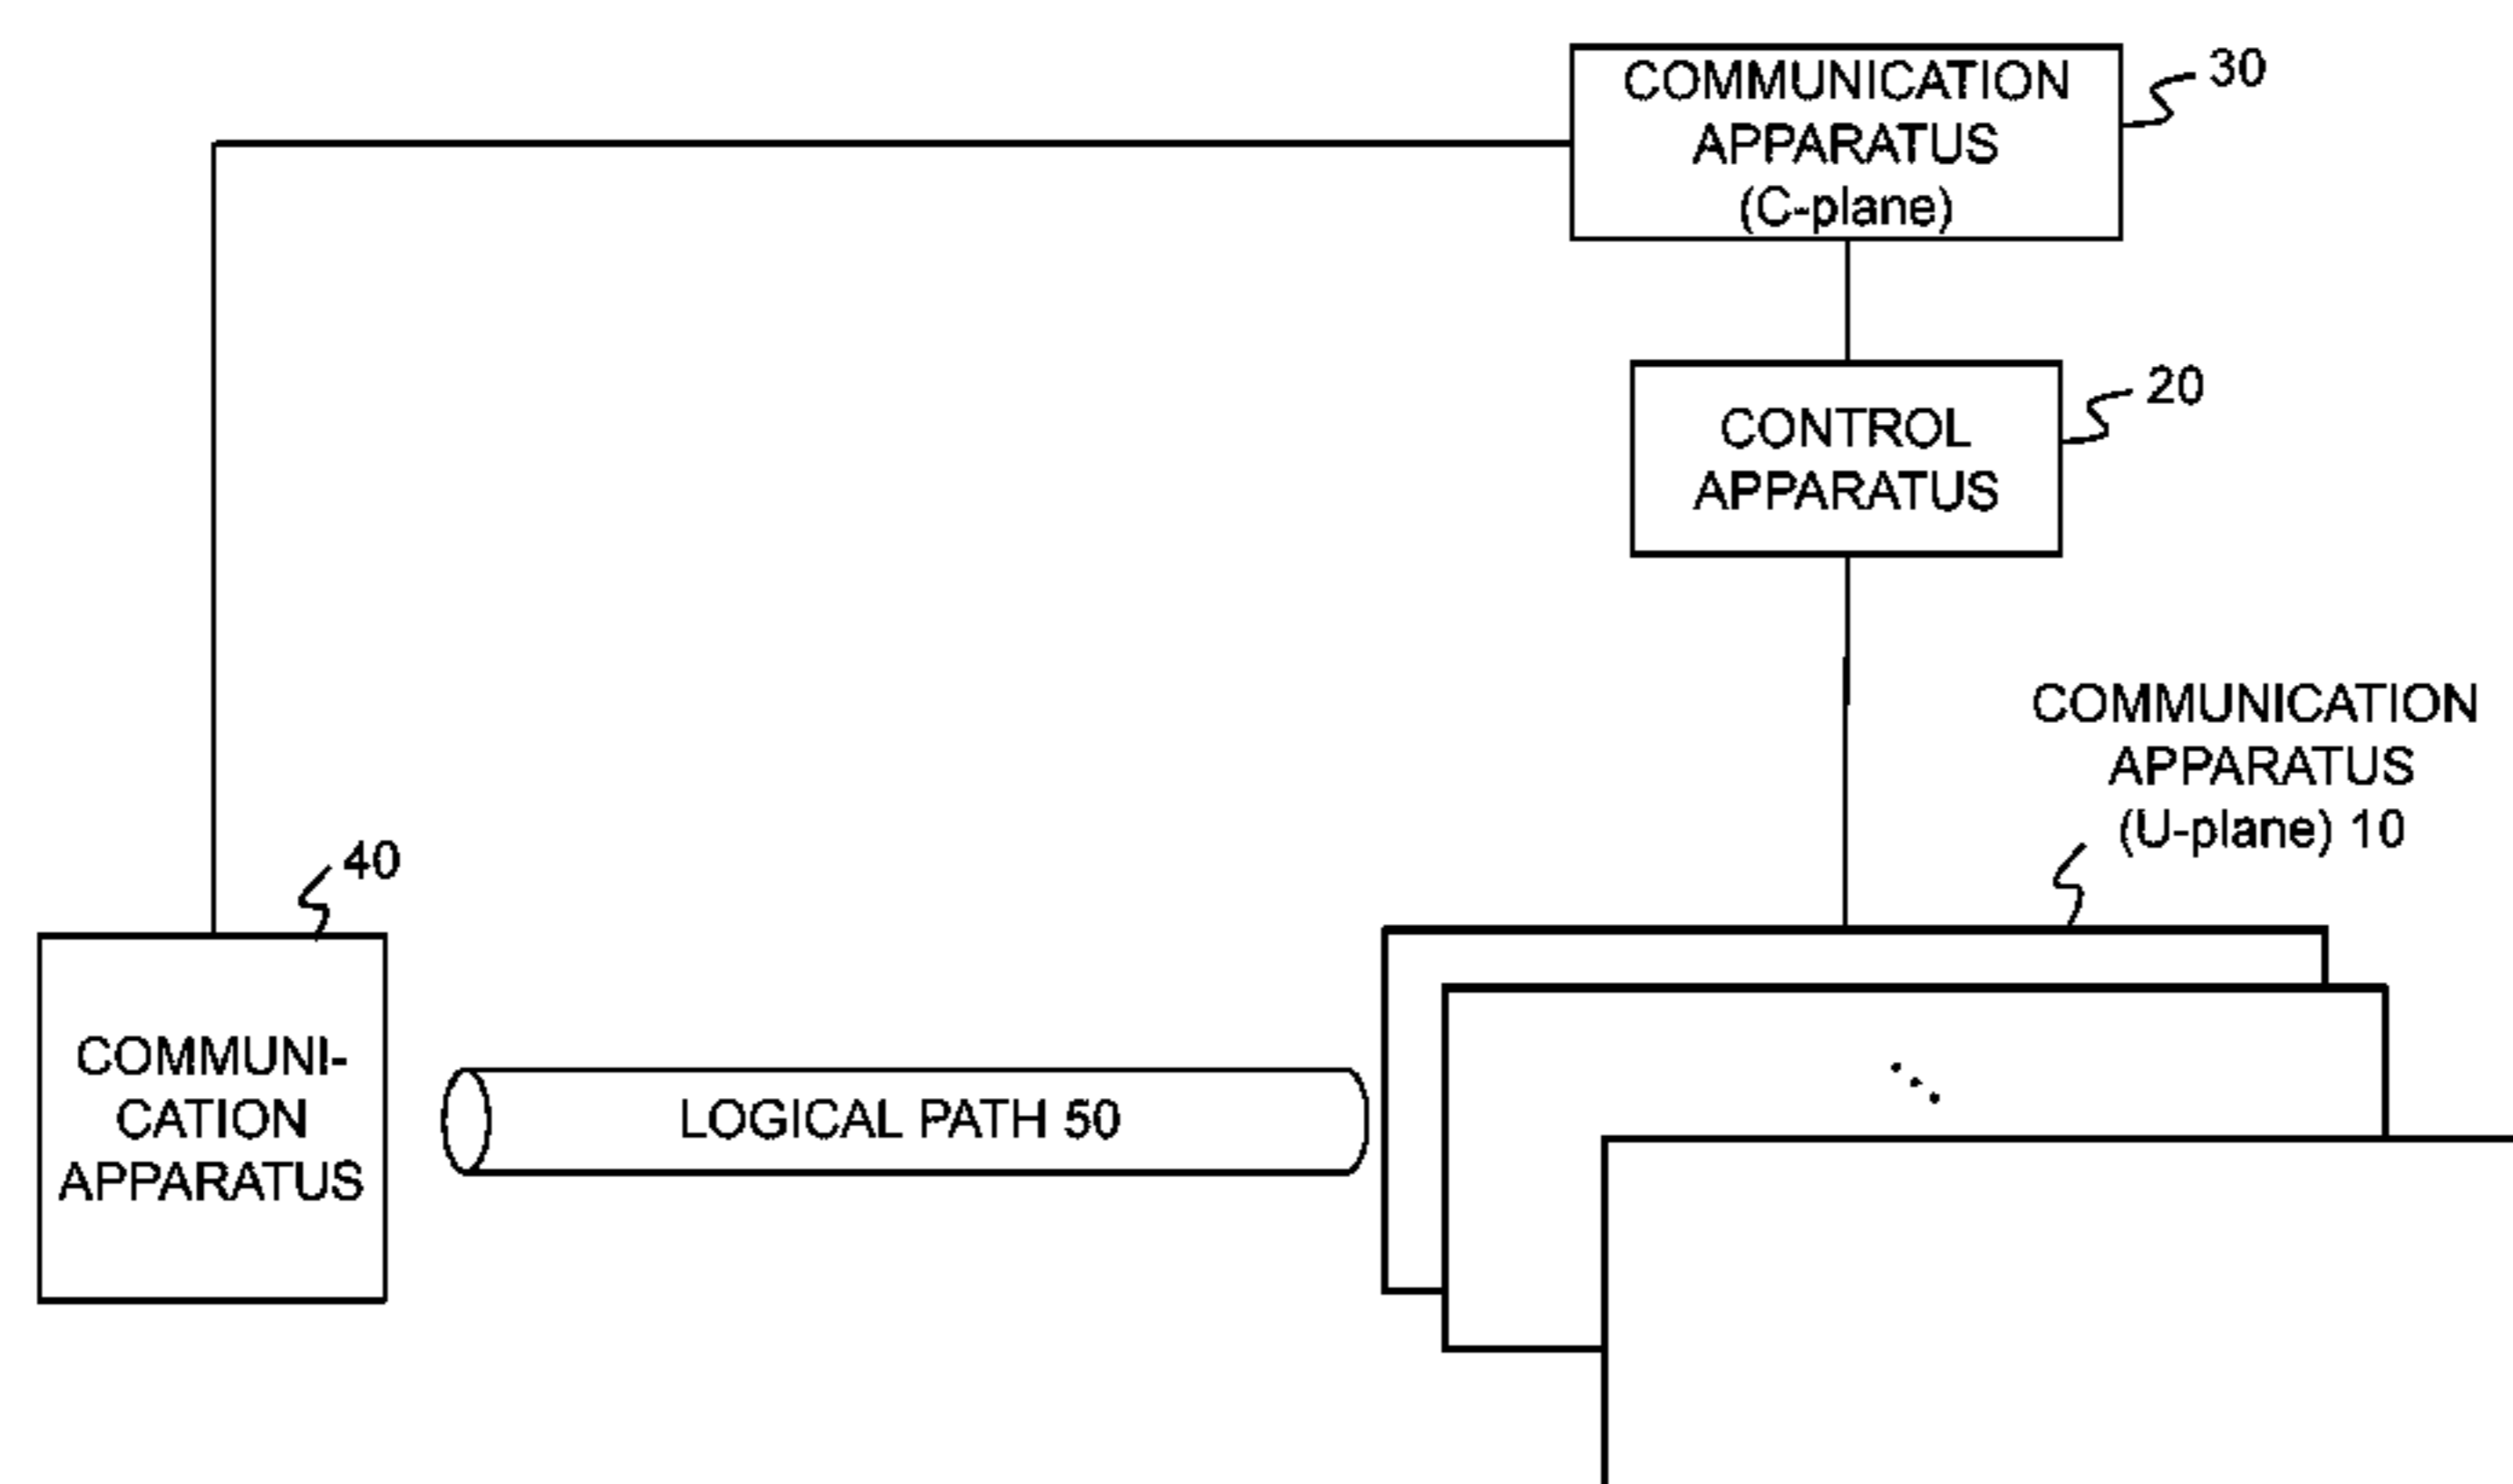 COMMUNICATION
APPARATUS
(C-plane)
30
CONTROL
APPARATUS
20
COMMUNICATION
APPARATUS
(U-plane) 10
40
COMMUNI-
CATION
APPARATUS
LOGICAL PATH 50